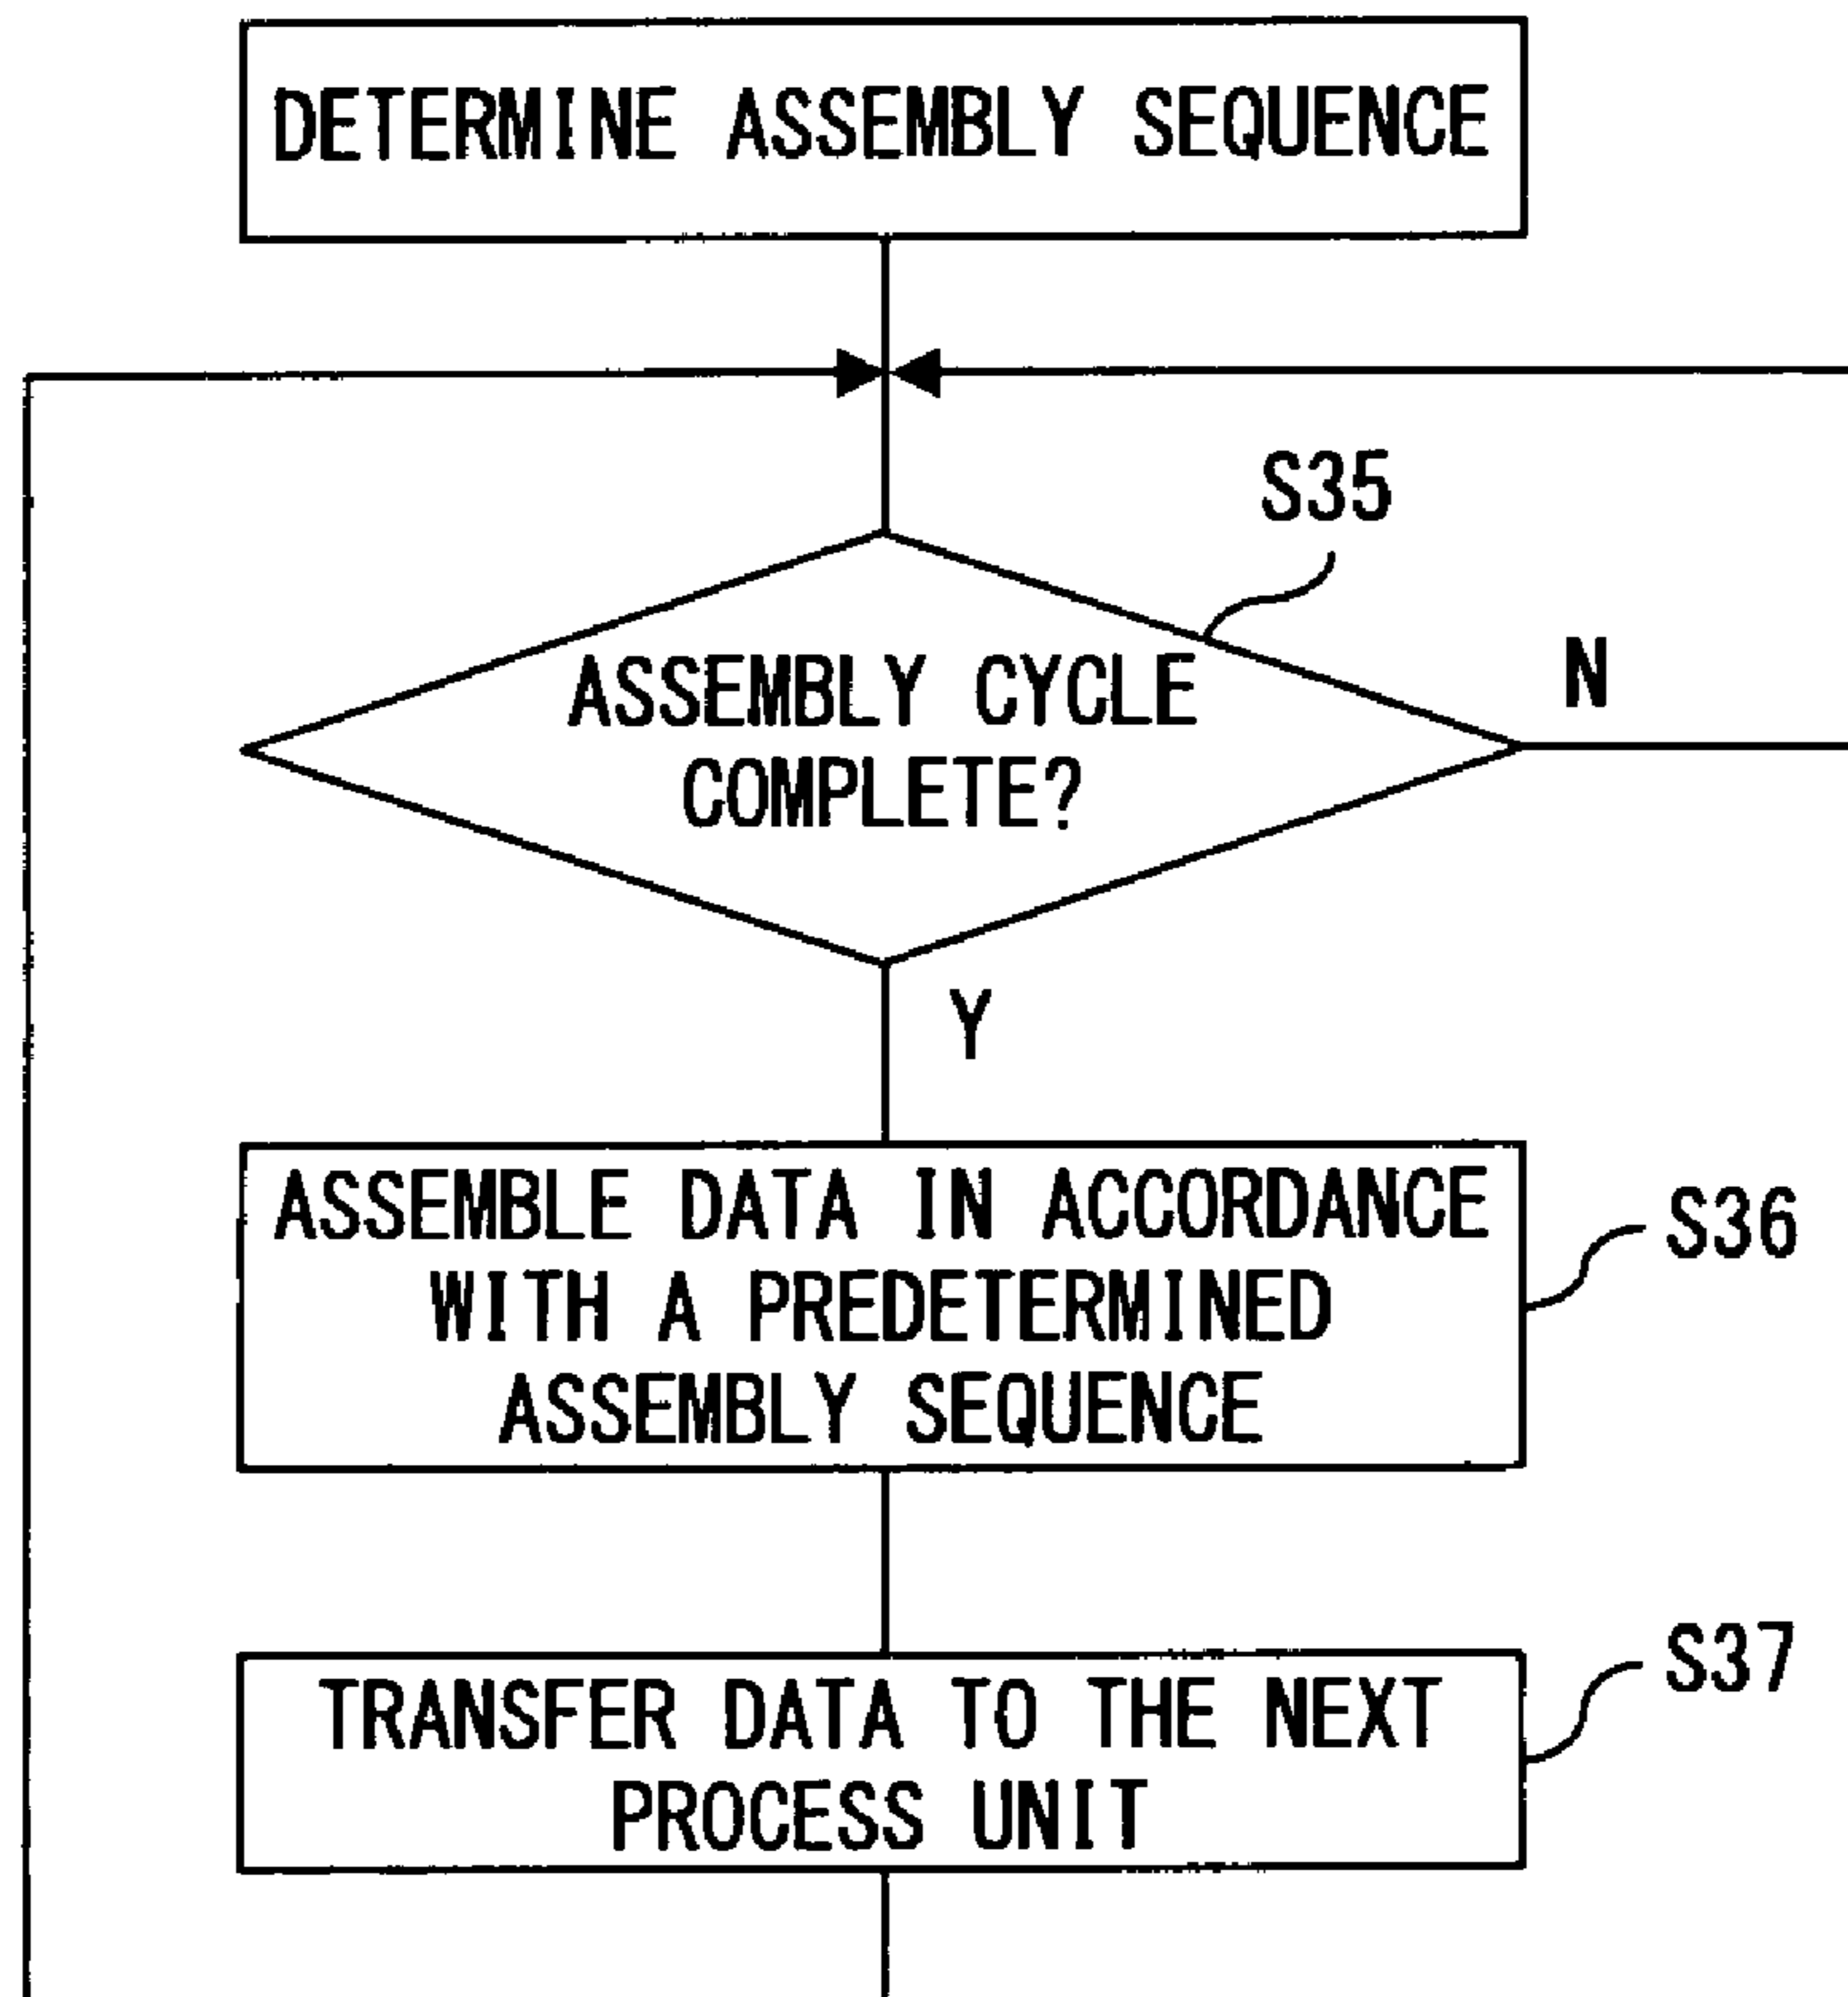 DETERMINE ASSEMBLY SEQUENCE
S35
ASSEMBLY CYCLE
COMPLETE?
N
Y
ASSEMBLE DATA IN ACCORDANCE
WITH A PREDETERMINED
ASSEMBLY SEQUENCE
S36
TRANSFER DATA TO THE NEXT
PROCESS UNIT
S37